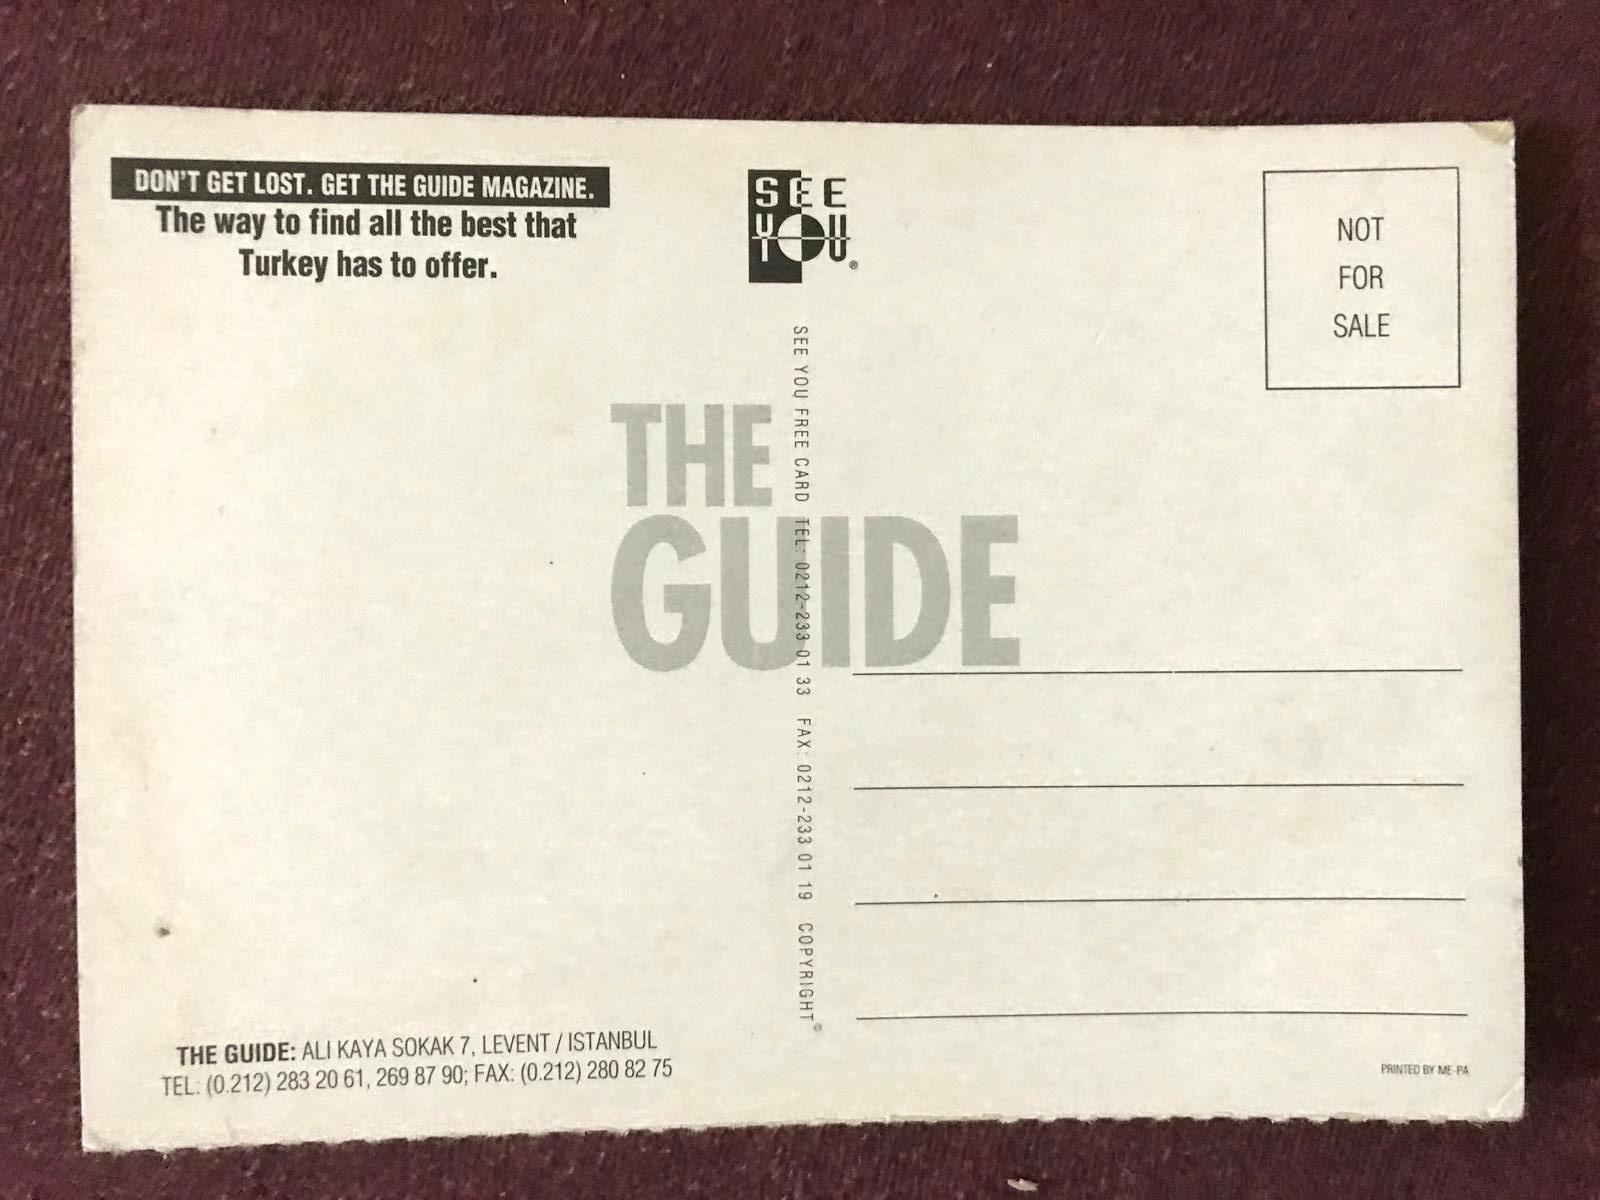 DON'T GET LOST. GET THE GUIDE MAGAZINE.
The way to find all the best that
Turkey has to offer.
SEE
YOU®
NOT
FOR
SALE
THE
GUIDE
SEE YOU FREE CARD TEL: 0212-233 01 33 FAX: 0212-233 01 19 COPYRIGHT©
THE GUIDE: ALI KAYA SOKAK 7, LEVENT / ISTANBUL
TEL: (0.212) 283 20 61, 269 87 90; FAX: (0.212) 280 82 75
PRINTED BY ME-PA